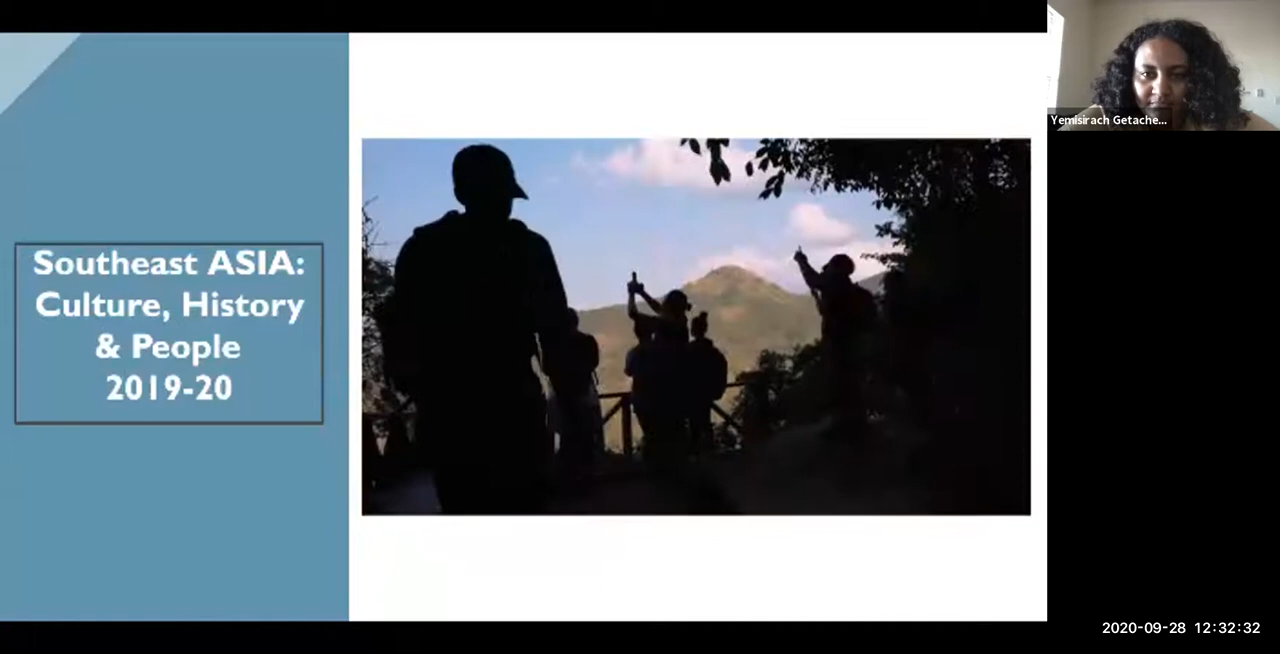 Southeast ASIA:
Culture, History
& People
2019-20
Yemisirach Getache...
2020-09-28 12:32:32